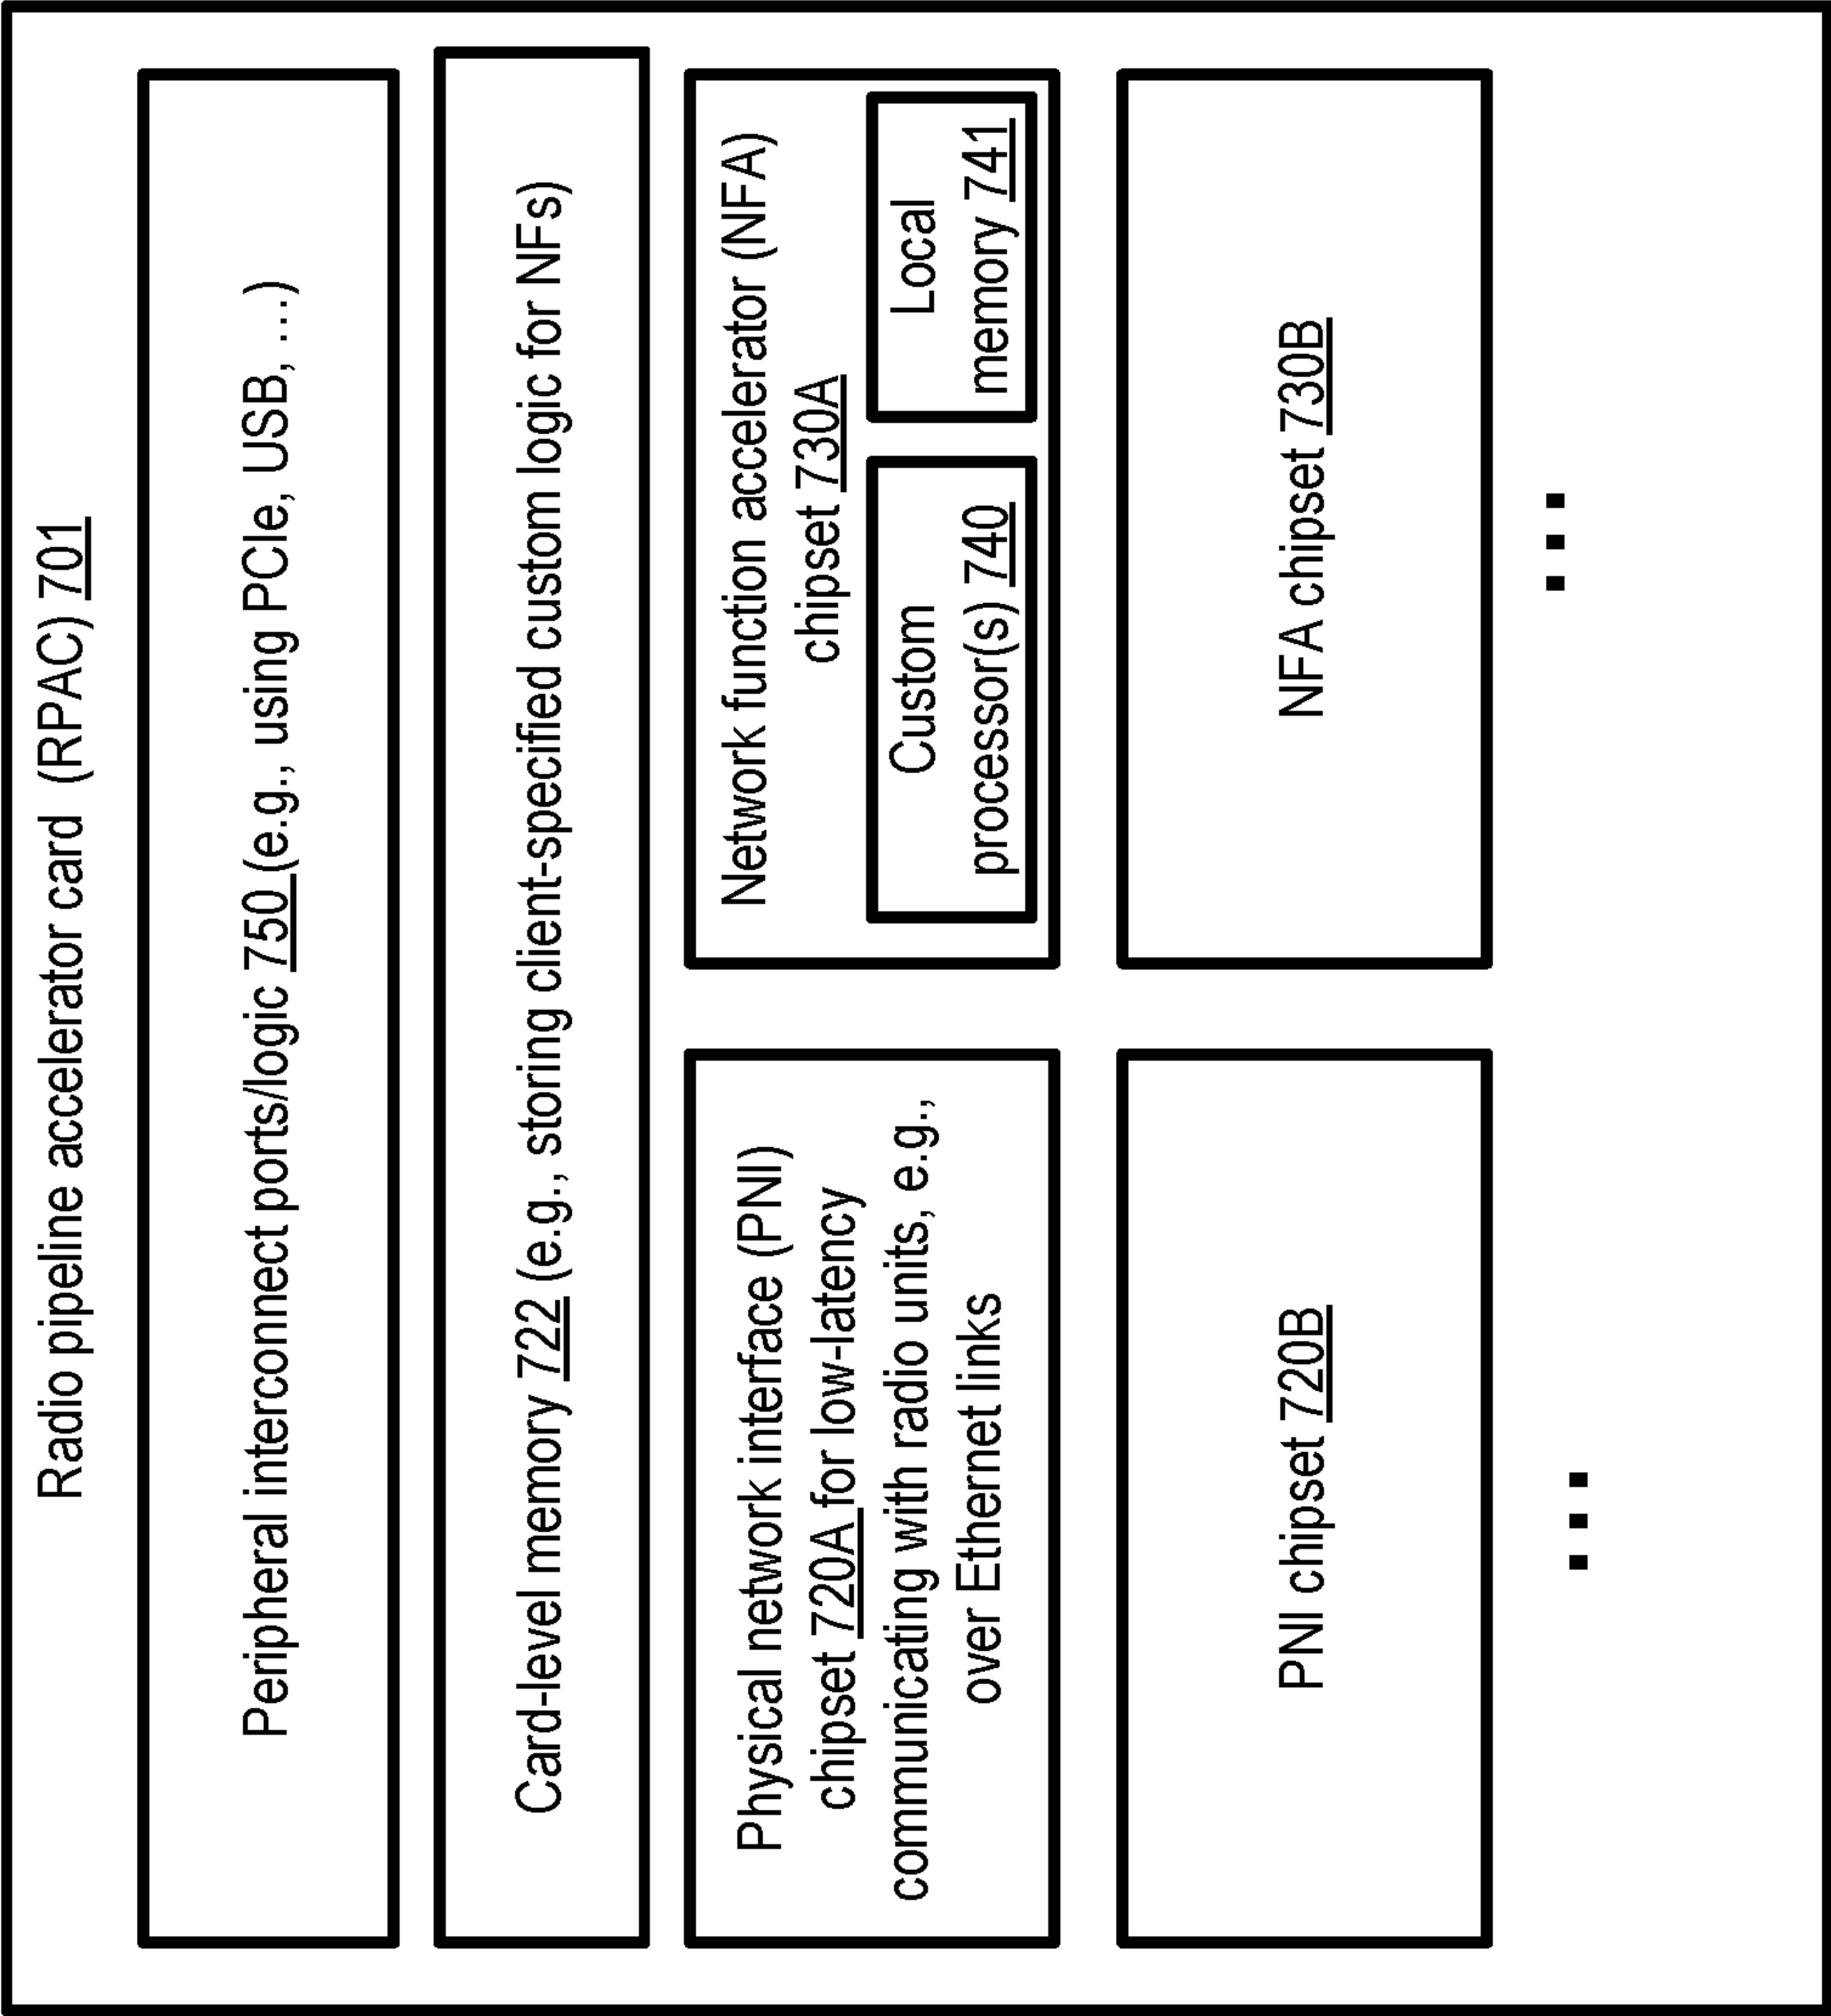 Radio pipeline accelerator card (RPAC) 701
Peripheral interconnect ports/logic 750 (e.g., using PCIe, USB, …)
Card-level memory 722 (e.g., storing client-specified custom logic for NFs)
Physical network interface (PNI)
chipset 720A for low-latency
communicating with radio units, e.g.,
over Ethernet links
Network function accelerator (NFA)
chipset 730A
Custom
processor(s) 740
Local
memory 741
PNI chipset 720B
NFA chipset 730B